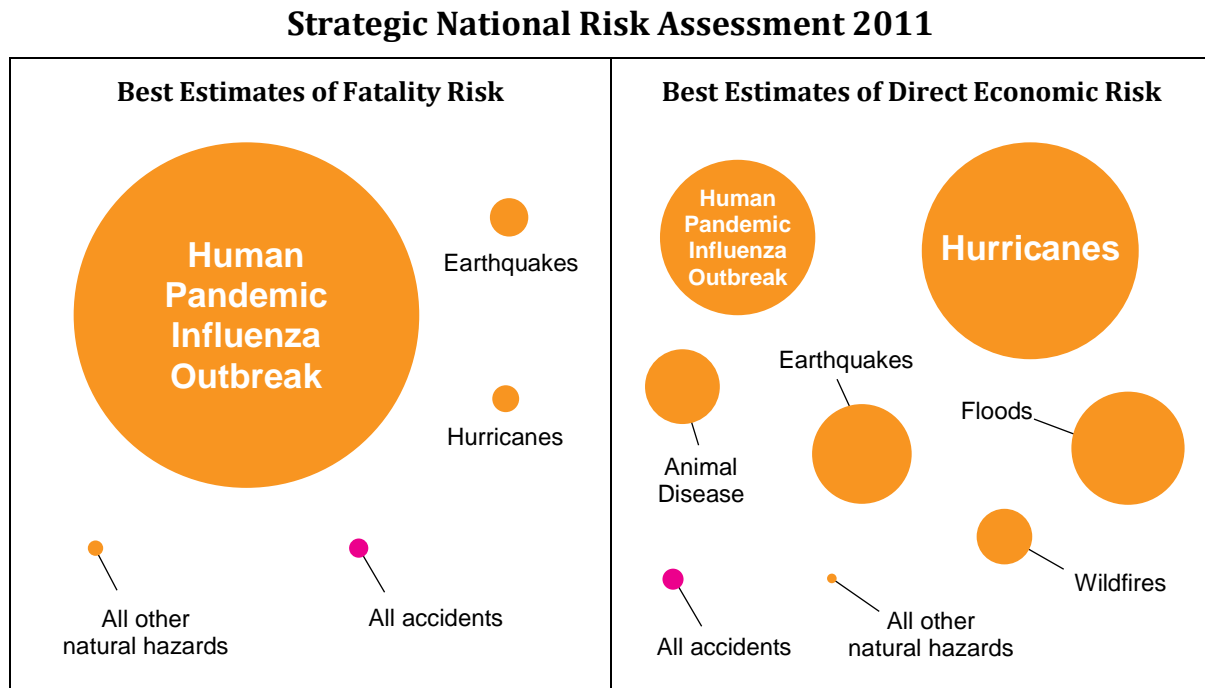 Strategic National Risk Assessment 2011
Best Estimates of Fatality Risk
Human
Pandemic
Influenza
Outbreak
Earthquakes
Hurricanes
All other
natural hazards
All accidents
Best Estimates of Direct Economic Risk
Human
Pandemic
Influenza
Outbreak
Hurricanes
Earthquakes
Floods
Animal
Disease
Wildfires
All accidents
All other
natural hazards